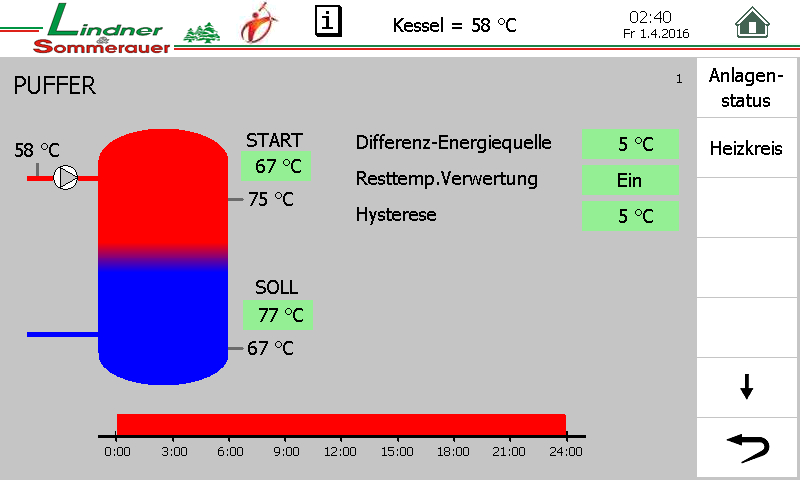 Lindner
& Sommerauer
i
Kessel = 58 °C
02:40
Fr 1.4.2016
PUFFER
1
Anlagen-
status
Heizkreis
58 °C
START
67 °C
75 °C
SOLL
77 °C
67 °C
Differenz-Energiequelle 5 °C
Resttemp.Verwertung Ein
Hysterese 5 °C
0:00 3:00 6:00 9:00 12:00 15:00 18:00 21:00 24:00